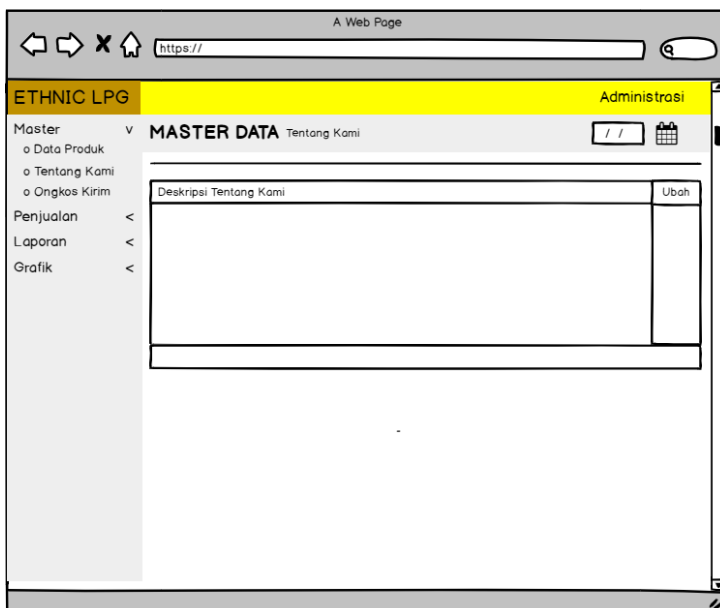 A Web Page
https://
ETHNIC LPG
Administrasi
Master v
o Data Produk
o Tentang Kami
o Ongkos Kirim
Penjualan <
Laporan <
Grafik <
MASTER DATA Tentang Kami
/ /
Deskripsi Tentang Kami
Ubah
-